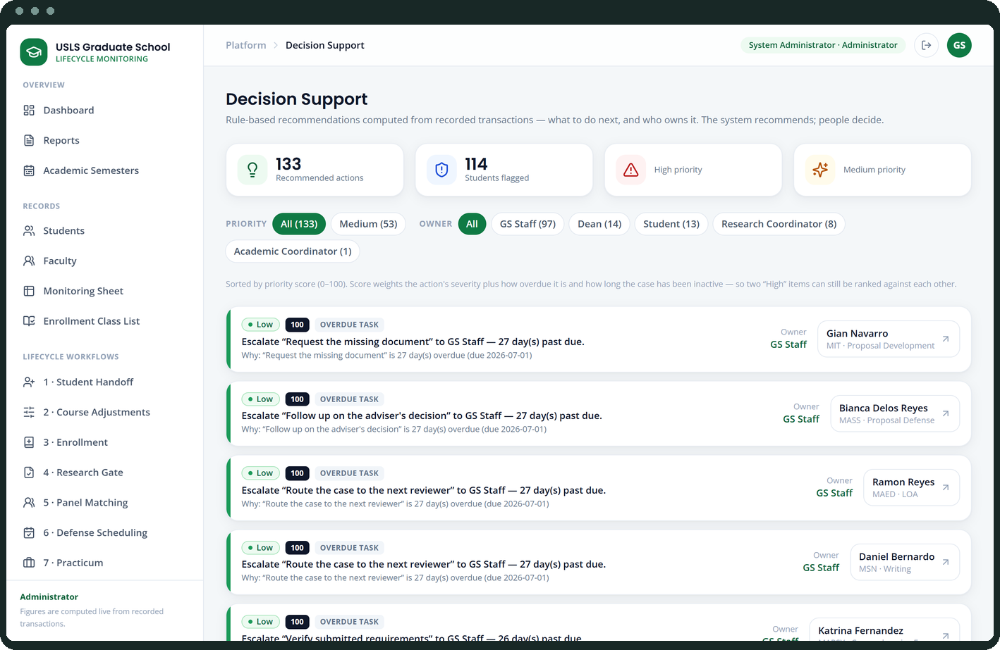 USLS Graduate School
LIFECYCLE MONITORING
OVERVIEW
Dashboard
Reports
Academic Semesters
RECORDS
Students
Faculty
Monitoring Sheet
Enrollment Class List
LIFECYCLE WORKFLOWS
1 · Student Handoff
2 · Course Adjustments
3 · Enrollment
4 · Research Gate
5 · Panel Matching
6 · Defense Scheduling
7 · Practicum
Administrator
Figures are computed live from recorded
transactions.
Platform > Decision Support
System Administrator · Administrator
GS
Decision Support
Rule-based recommendations computed from recorded transactions — what to do next, and who owns it. The system recommends; people decide.
133
Recommended actions
114
Students flagged
High priority
Medium priority
PRIORITY All (133) Medium (53) OWNER All GS Staff (97) Dean (14) Student (13) Research Coordinator (8)
Academic Coordinator (1)
Sorted by priority score (0–100). Score weights the action's severity plus how overdue it is and how long the case has been inactive — so two “High” items can still be ranked against each other.
Low 100 OVERDUE TASK
Escalate “Request the missing document” to GS Staff — 27 day(s) past due.
Why: “Request the missing document” is 27 day(s) overdue (due 2026-07-01)
Owner
GS Staff
Gian Navarro
MIT · Proposal Development
Low 100 OVERDUE TASK
Escalate “Follow up on the adviser's decision” to GS Staff — 27 day(s) past due.
Why: “Follow up on the adviser's decision” is 27 day(s) overdue (due 2026-07-01)
Owner
GS Staff
Bianca Delos Reyes
MASS · Proposal Defense
Low 100 OVERDUE TASK
Escalate “Route the case to the next reviewer” to GS Staff — 27 day(s) past due.
Why: “Route the case to the next reviewer” is 27 day(s) overdue (due 2026-07-01)
Owner
GS Staff
Ramon Reyes
MAED · LOA
Low 100 OVERDUE TASK
Escalate “Route the case to the next reviewer” to GS Staff — 27 day(s) past due.
Why: “Route the case to the next reviewer” is 27 day(s) overdue (due 2026-07-01)
Owner
GS Staff
Daniel Bernardo
MSN · Writing
Low 100 OVERDUE TASK
Escalate “Verify submitted requirements” to GS Staff — 26 day(s) past due.
Owner
GS Staff
Katrina Fernandez